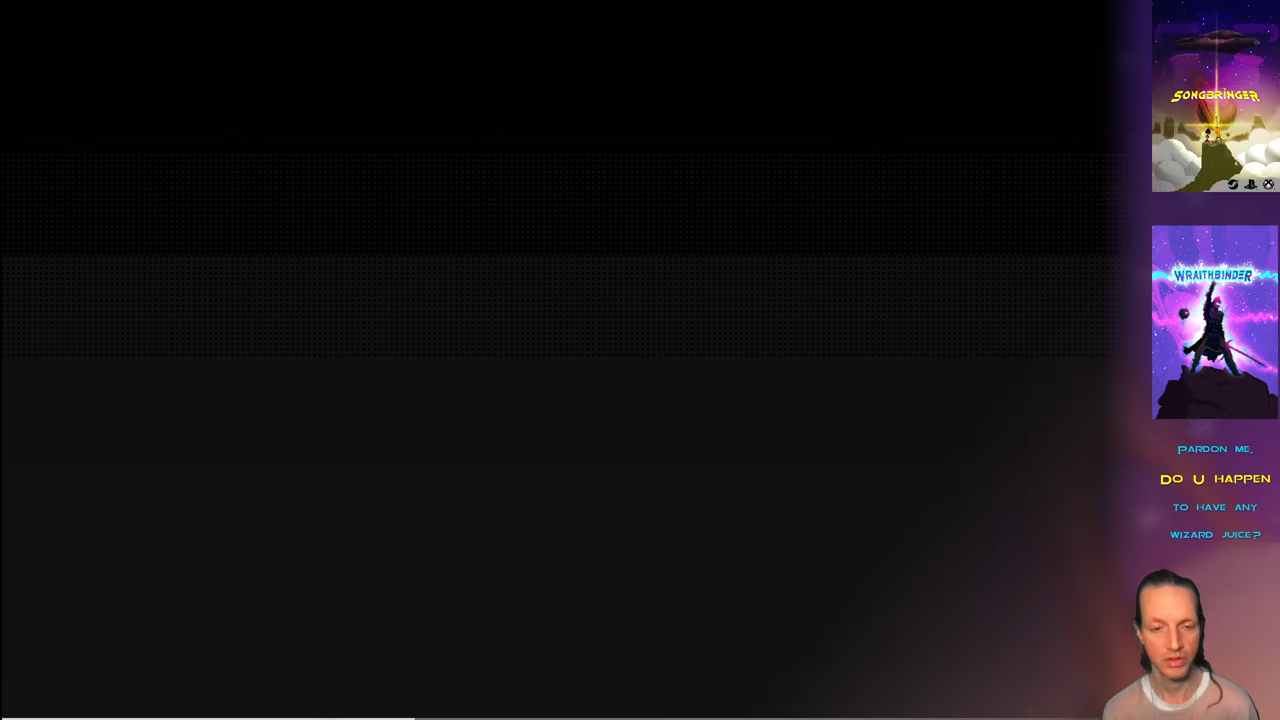 SONGBRINGER
WRAITHBINDER
PARDON ME.
DO U HAPPEN
TO HAVE ANY
WIZARD JUICE?